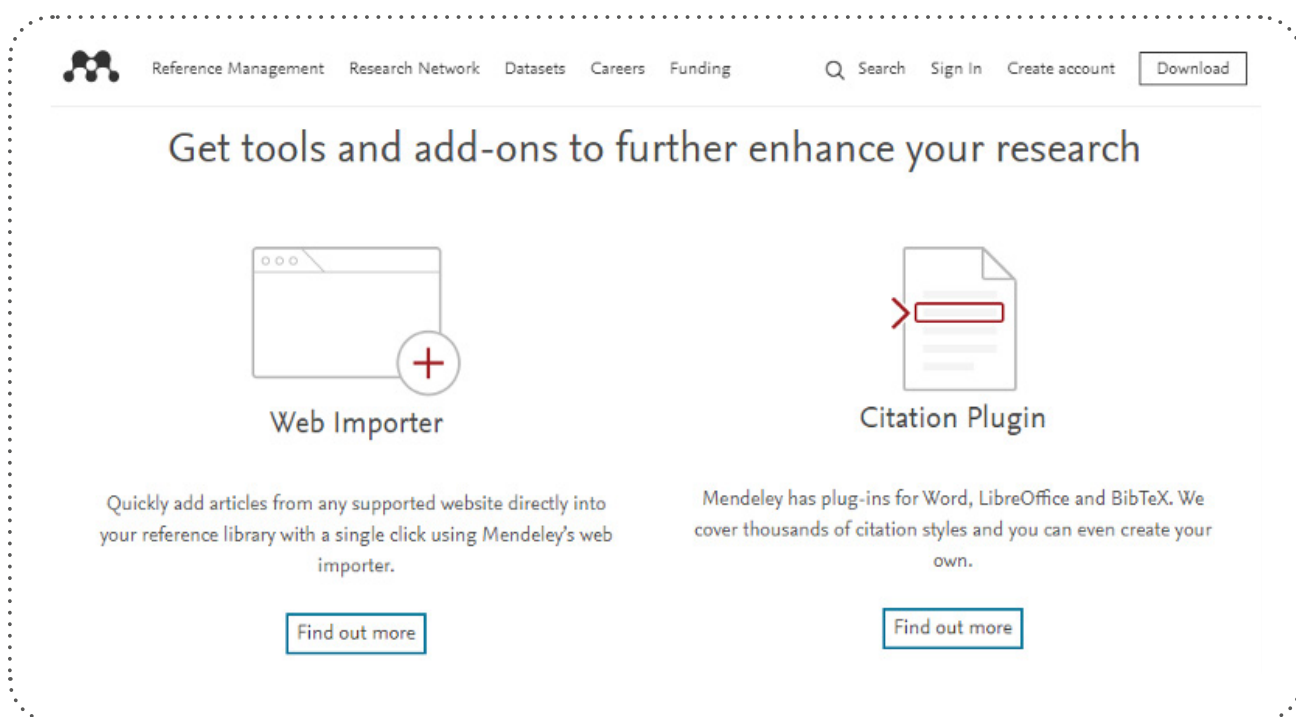 Reference Management Research Network Datasets Careers Funding Search Sign In Create account Download
Get tools and add-ons to further enhance your research
Web Importer
Quickly add articles from any supported website directly into
your reference library with a single click using Mendeley's web
importer.
Find out more
Citation Plugin
Mendeley has plug-ins for Word, LibreOffice and BibTeX. We
cover thousands of citation styles and you can even create your
own.
Find out more